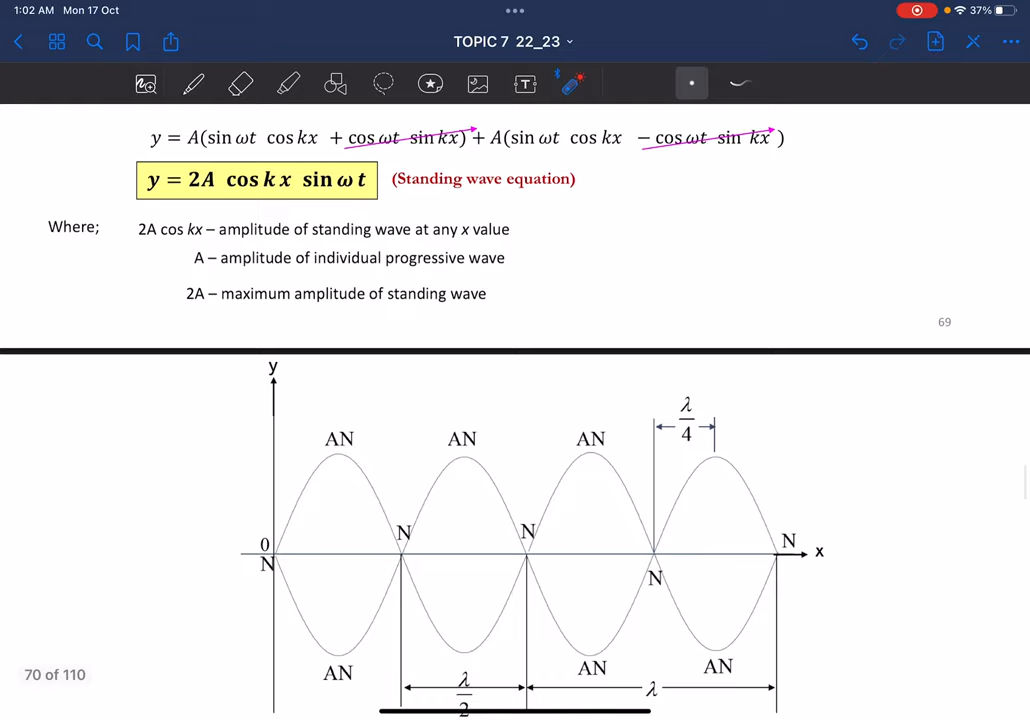 1:02 AM Mon 17 Oct
37%
TOPIC 7 22_23
T
y = A(sin ωt cos kx + cos ωt sin kx) + A(sin ωt cos kx − cos ωt sin kx )
y = 2A cos k x sin ω t (Standing wave equation)
Where; 2A cos kx – amplitude of standing wave at any x value
A – amplitude of individual progressive wave
2A – maximum amplitude of standing wave
69
y
λ/4
AN AN AN
N N N
0 x
N N
AN AN AN
70 of 110
λ/2 λ